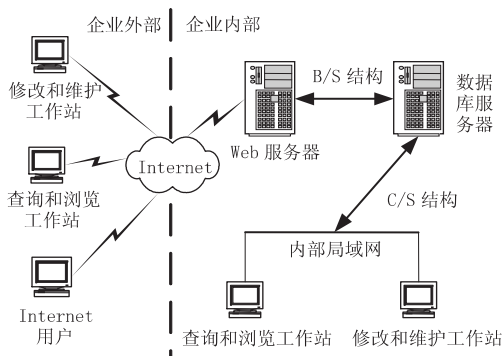 企业外部
企业内部
修改和维护
工作站
查询和浏览
工作站
Internet
用户
Internet
Web 服务器
B/S 结构
数据
库服
务器
C/S 结构
内部局域网
查询和浏览工作站
修改和维护工作站